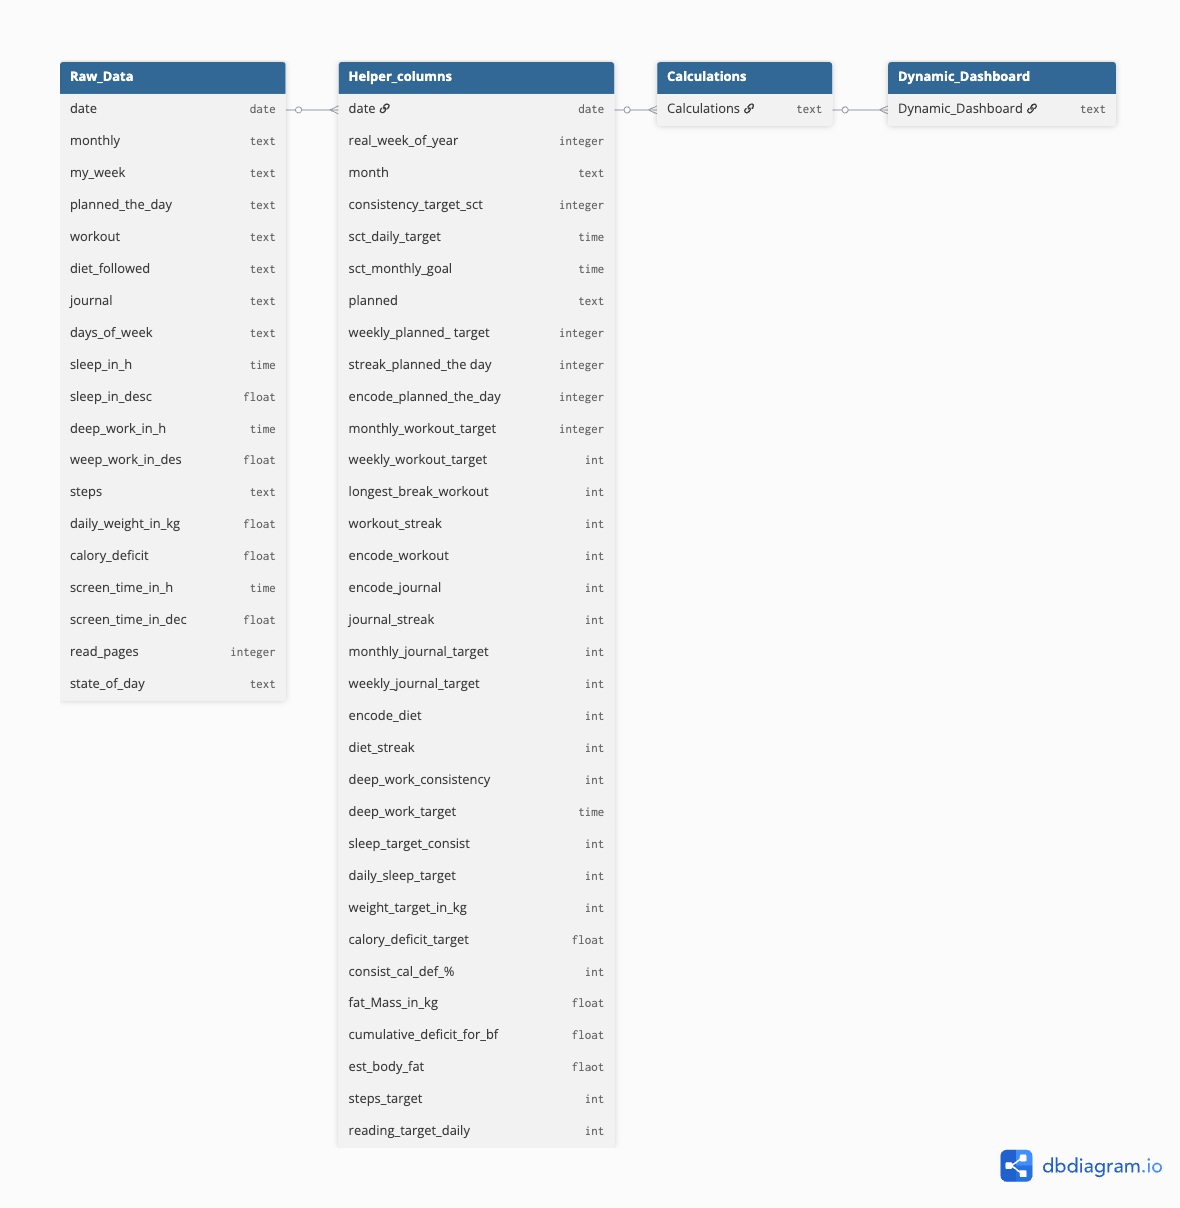 Raw_Data
date date
monthly text
my_week text
planned_the_day text
workout text
diet_followed text
journal text
days_of_week text
sleep_in_h time
sleep_in_desc float
deep_work_in_h time
weep_work_in_des float
steps text
daily_weight_in_kg float
calory_deficit float
screen_time_in_h time
screen_time_in_dec float
read_pages integer
state_of_day text
Helper_columns
date date
real_week_of_year integer
month text
consistency_target_sct integer
sct_daily_target time
sct_monthly_goal time
planned text
weekly_planned_ target integer
streak_planned_the day integer
encode_planned_the_day integer
monthly_workout_target integer
weekly_workout_target int
longest_break_workout int
workout_streak int
encode_workout int
encode_journal int
journal_streak int
monthly_journal_target int
weekly_journal_target int
encode_diet int
diet_streak int
deep_work_consistency int
deep_work_target time
sleep_target_consist int
daily_sleep_target int
weight_target_in_kg int
calory_deficit_target float
consist_cal_def_% int
fat_Mass_in_kg float
cumulative_deficit_for_bf float
est_body_fat flaot
steps_target int
reading_target_daily int
Calculations
Calculations text
Dynamic_Dashboard
Dynamic_Dashboard text
dbdiagram.io